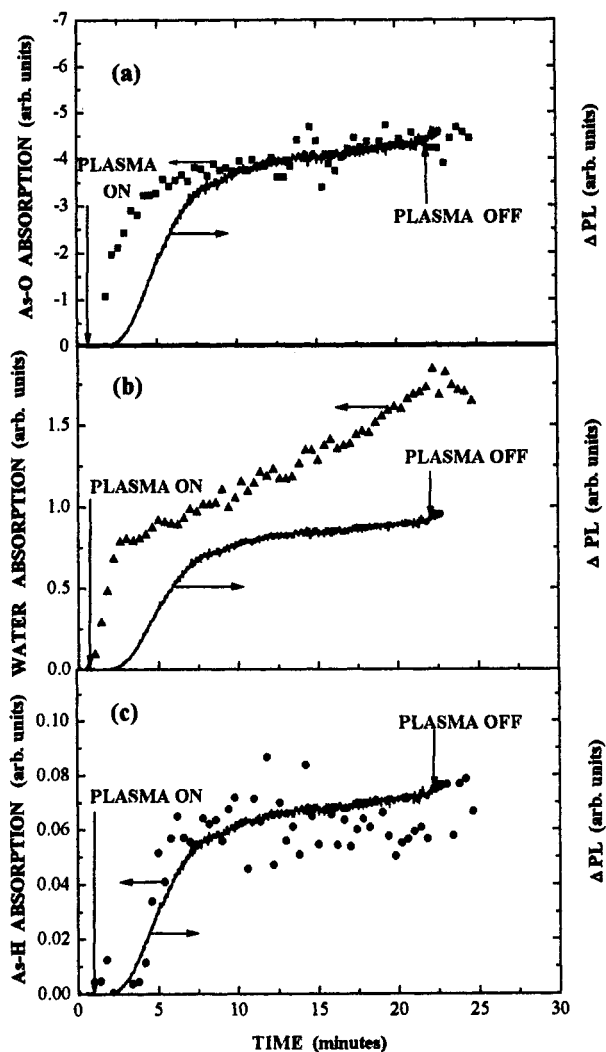 (a)
As-O ABSORPTION (arb. units)
-7
-6
-5
-4
-3
-2
-1
0
PLASMA
ON
PLASMA OFF
Δ PL (arb. units)
(b)
WATER ABSORPTION (arb. units)
1.5
1.0
0.5
0.0
PLASMA ON
PLASMA OFF
Δ PL (arb. units)
(c)
As-H ABSORPTION (arb. units)
0.10
0.08
0.06
0.04
0.02
0.00
PLASMA ON
PLASMA OFF
Δ PL (arb. units)
0 5 10 15 20 25 30
TIME (minutes)